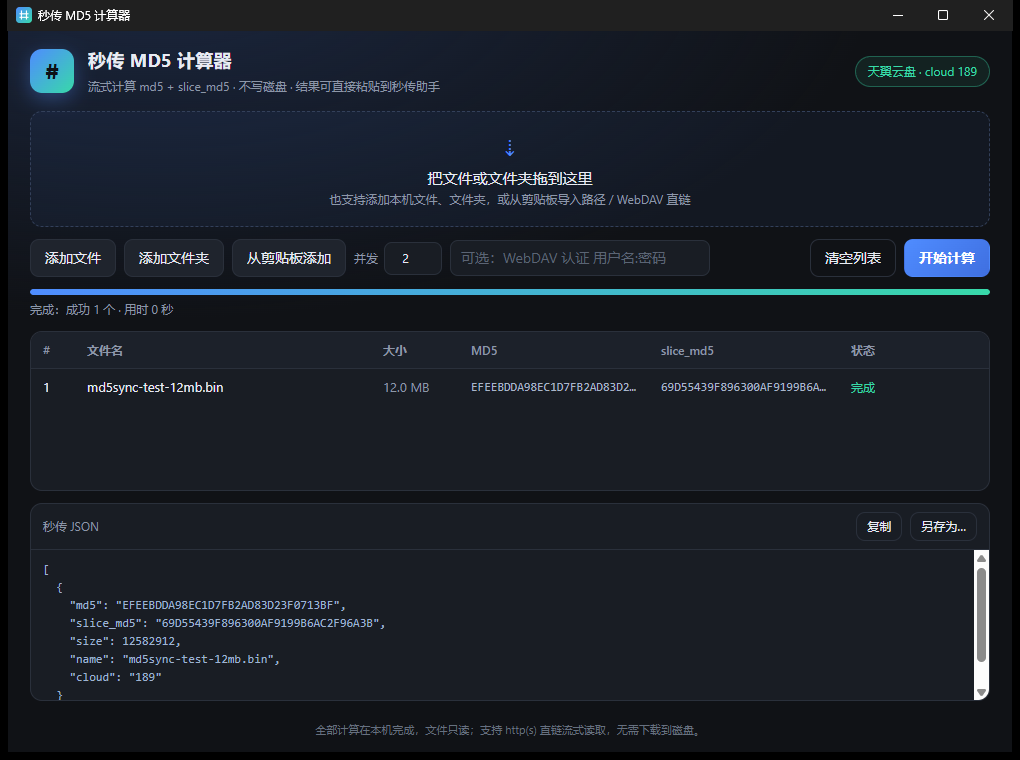 秒传 MD5 计算器
#
秒传 MD5 计算器
流式计算 md5 + slice_md5 · 不写磁盘 · 结果可直接粘贴到秒传助手
天翼云盘 · cloud 189
把文件或文件夹拖到这里
也支持添加本机文件、文件夹，或从剪贴板导入路径 / WebDAV 直链
添加文件 添加文件夹 从剪贴板添加 并发 2 可选：WebDAV 认证 用户名:密码 清空列表 开始计算
完成：成功 1 个 · 用时 0 秒
# 文件名 大小 MD5 slice_md5 状态
1 md5sync-test-12mb.bin 12.0 MB EFEEBDDA98EC1D7FB2AD83D2… 69D55439F896300AF9199B6A… 完成
秒传 JSON 复制 另存为…
[
{
"md5": "EFEEBDDA98EC1D7FB2AD83D23F0713BF",
"slice_md5": "69D55439F896300AF9199B6AC2F96A3B",
"size": 12582912,
"name": "md5sync-test-12mb.bin",
"cloud": "189"
}
全部计算在本机完成，文件只读；支持 http(s) 直链流式读取，无需下载到磁盘。